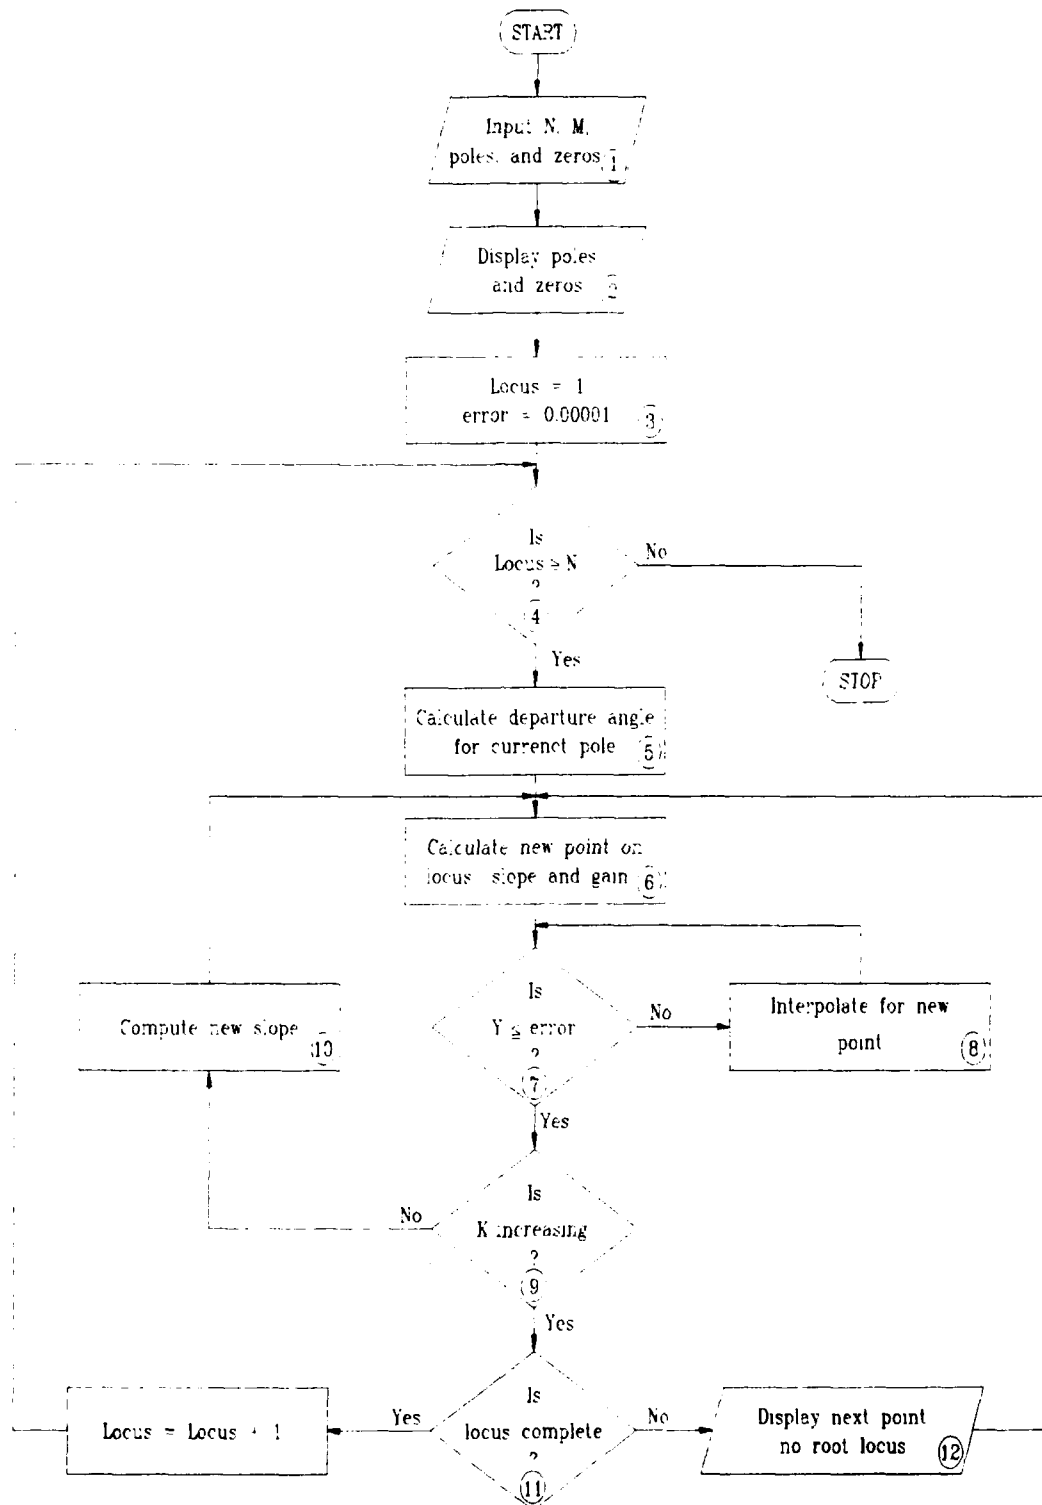 START
Input N, M,
poles, and zeros
1
Display poles
and zeros
2
Locus = 1
error = 0.00001
3
Is
Locus ≥ N
?
4
No
STOP
Yes
Calculate departure angle
for currenct pole
5
Calculate new point on
locus slope and gain
6
Is
Y ≤ error
?
7
No
Interpolate for new
point
8
Compute new slope
10
Yes
Is
K increasing
?
9
No
Yes
Is
locus complete
?
11
Yes
Locus = Locus + 1
No
Display next point
no root locus
12